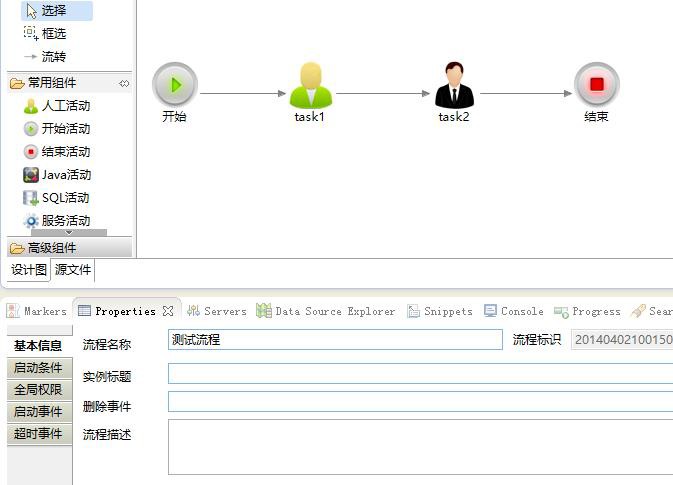 选择
框选
流转
常用组件
人工活动
开始活动
结束活动
Java活动
SQL活动
服务活动
高级组件
开始
task1
task2
结束
设计图 源文件
Markers Properties Servers Data Source Explorer Snippets Console Progress Sear
基本信息
启动条件
全局权限
启动事件
超时事件
流程名称 测试流程 流程标识 20140402100150
实例标题
删除事件
流程描述